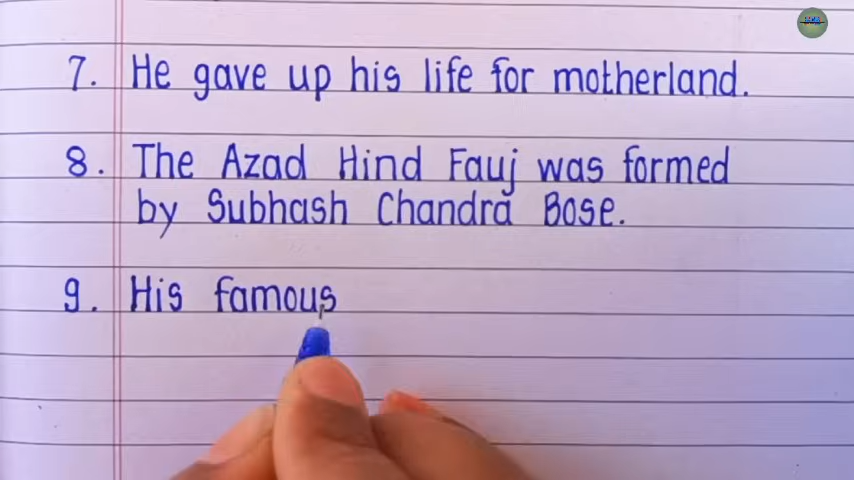 7. He gave up his life for motherland.
8. The Azad Hind Fauj was formed
by Subhash Chandra Bose.
9. His famous